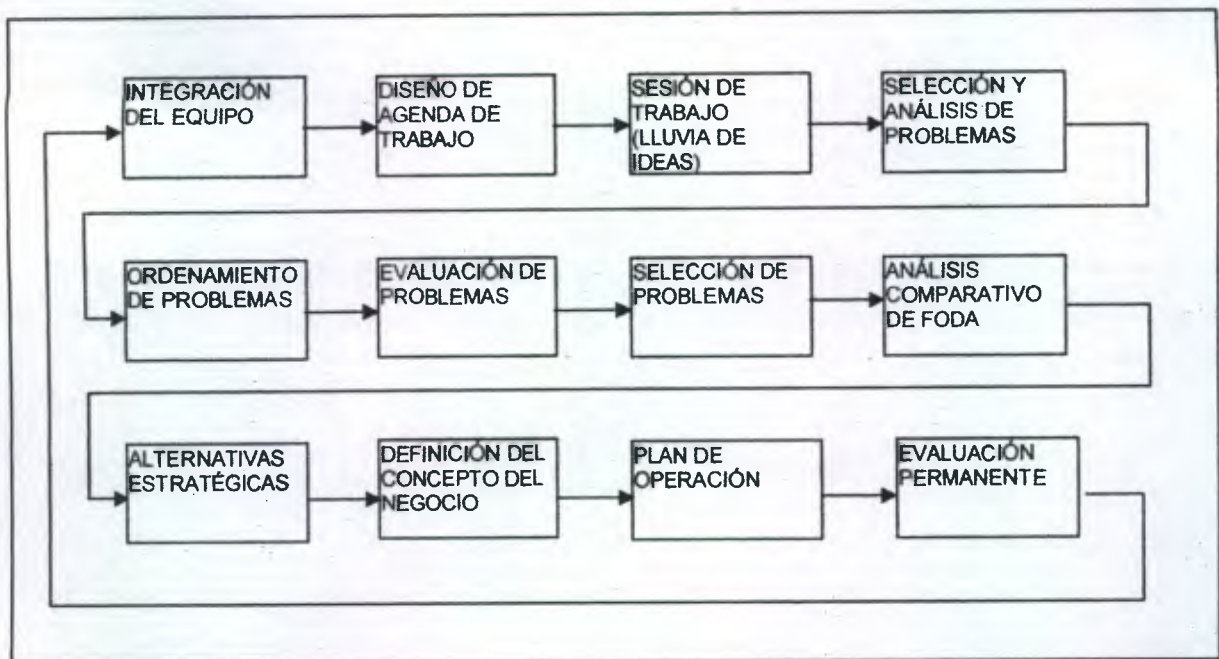 INTEGRACIÓN
DEL EQUIPO
DISEÑO DE
AGENDA DE
TRABAJO
SESIÓN DE
TRABAJO
(LLUVIA DE
IDEAS)
SELECCIÓN Y
ANÁLISIS DE
PROBLEMAS
ORDENAMIENTO
DE PROBLEMAS
EVALUACIÓN DE
PROBLEMAS
SELECCIÓN DE
PROBLEMAS
ANÁLISIS
COMPARATIVO
DE FODA
ALTERNATIVAS
ESTRATÉGICAS
DEFINICIÓN DEL
CONCEPTO DEL
NEGOCIO
PLAN DE
OPERACIÓN
EVALUACIÓN
PERMANENTE